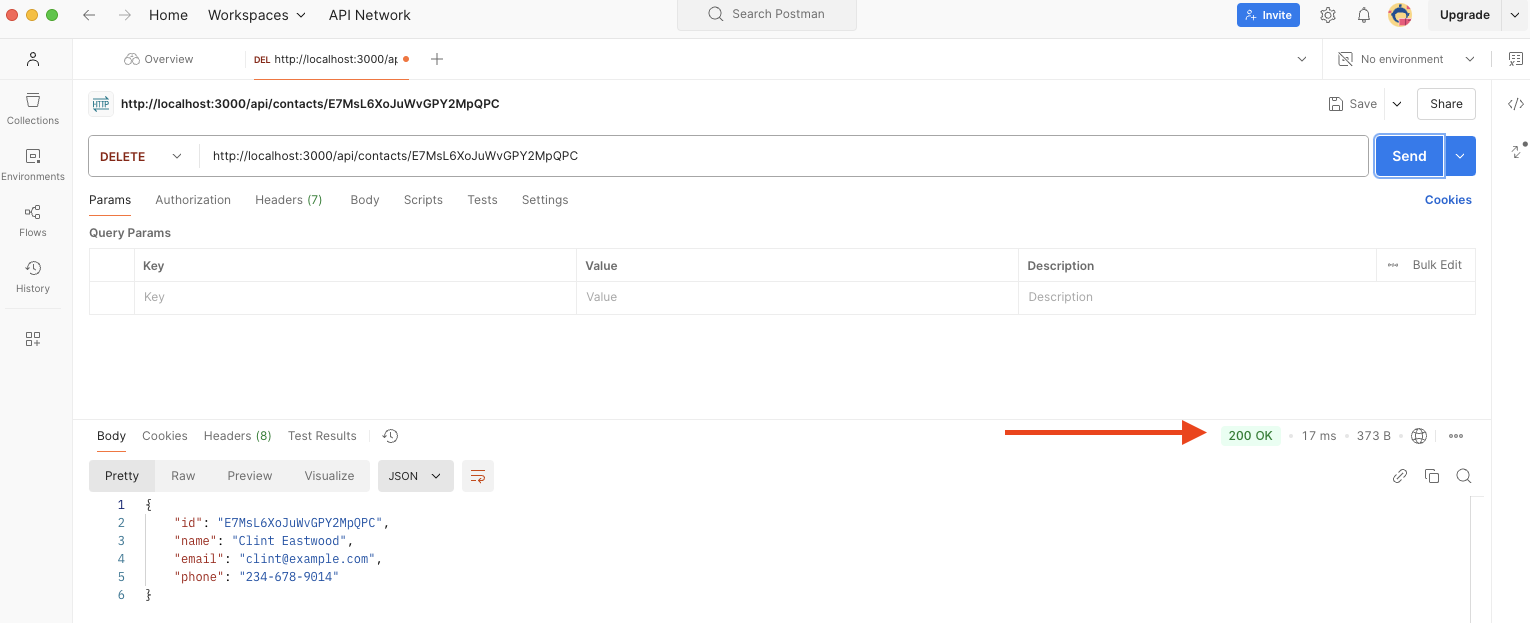 Home Workspaces API Network Search Postman Invite Upgrade
Overview DEL http://localhost:3000/ap No environment
HTTP http://localhost:3000/api/contacts/E7MsL6XoJuWvGPY2MpQPC Save Share
Collections
DELETE http://localhost:3000/api/contacts/E7MsL6XoJuWvGPY2MpQPC Send
Environments
Params Authorization Headers (7) Body Scripts Tests Settings Cookies
Flows
Query Params
Key Value Description Bulk Edit
History
Key Value Description
Body Cookies Headers (8) Test Results 200 OK 17 ms 373 B
Pretty Raw Preview Visualize JSON
1 {
2 "id": "E7MsL6XoJuWvGPY2MpQPC",
3 "name": "Clint Eastwood",
4 "email": "clint@example.com",
5 "phone": "234-678-9014"
6 }